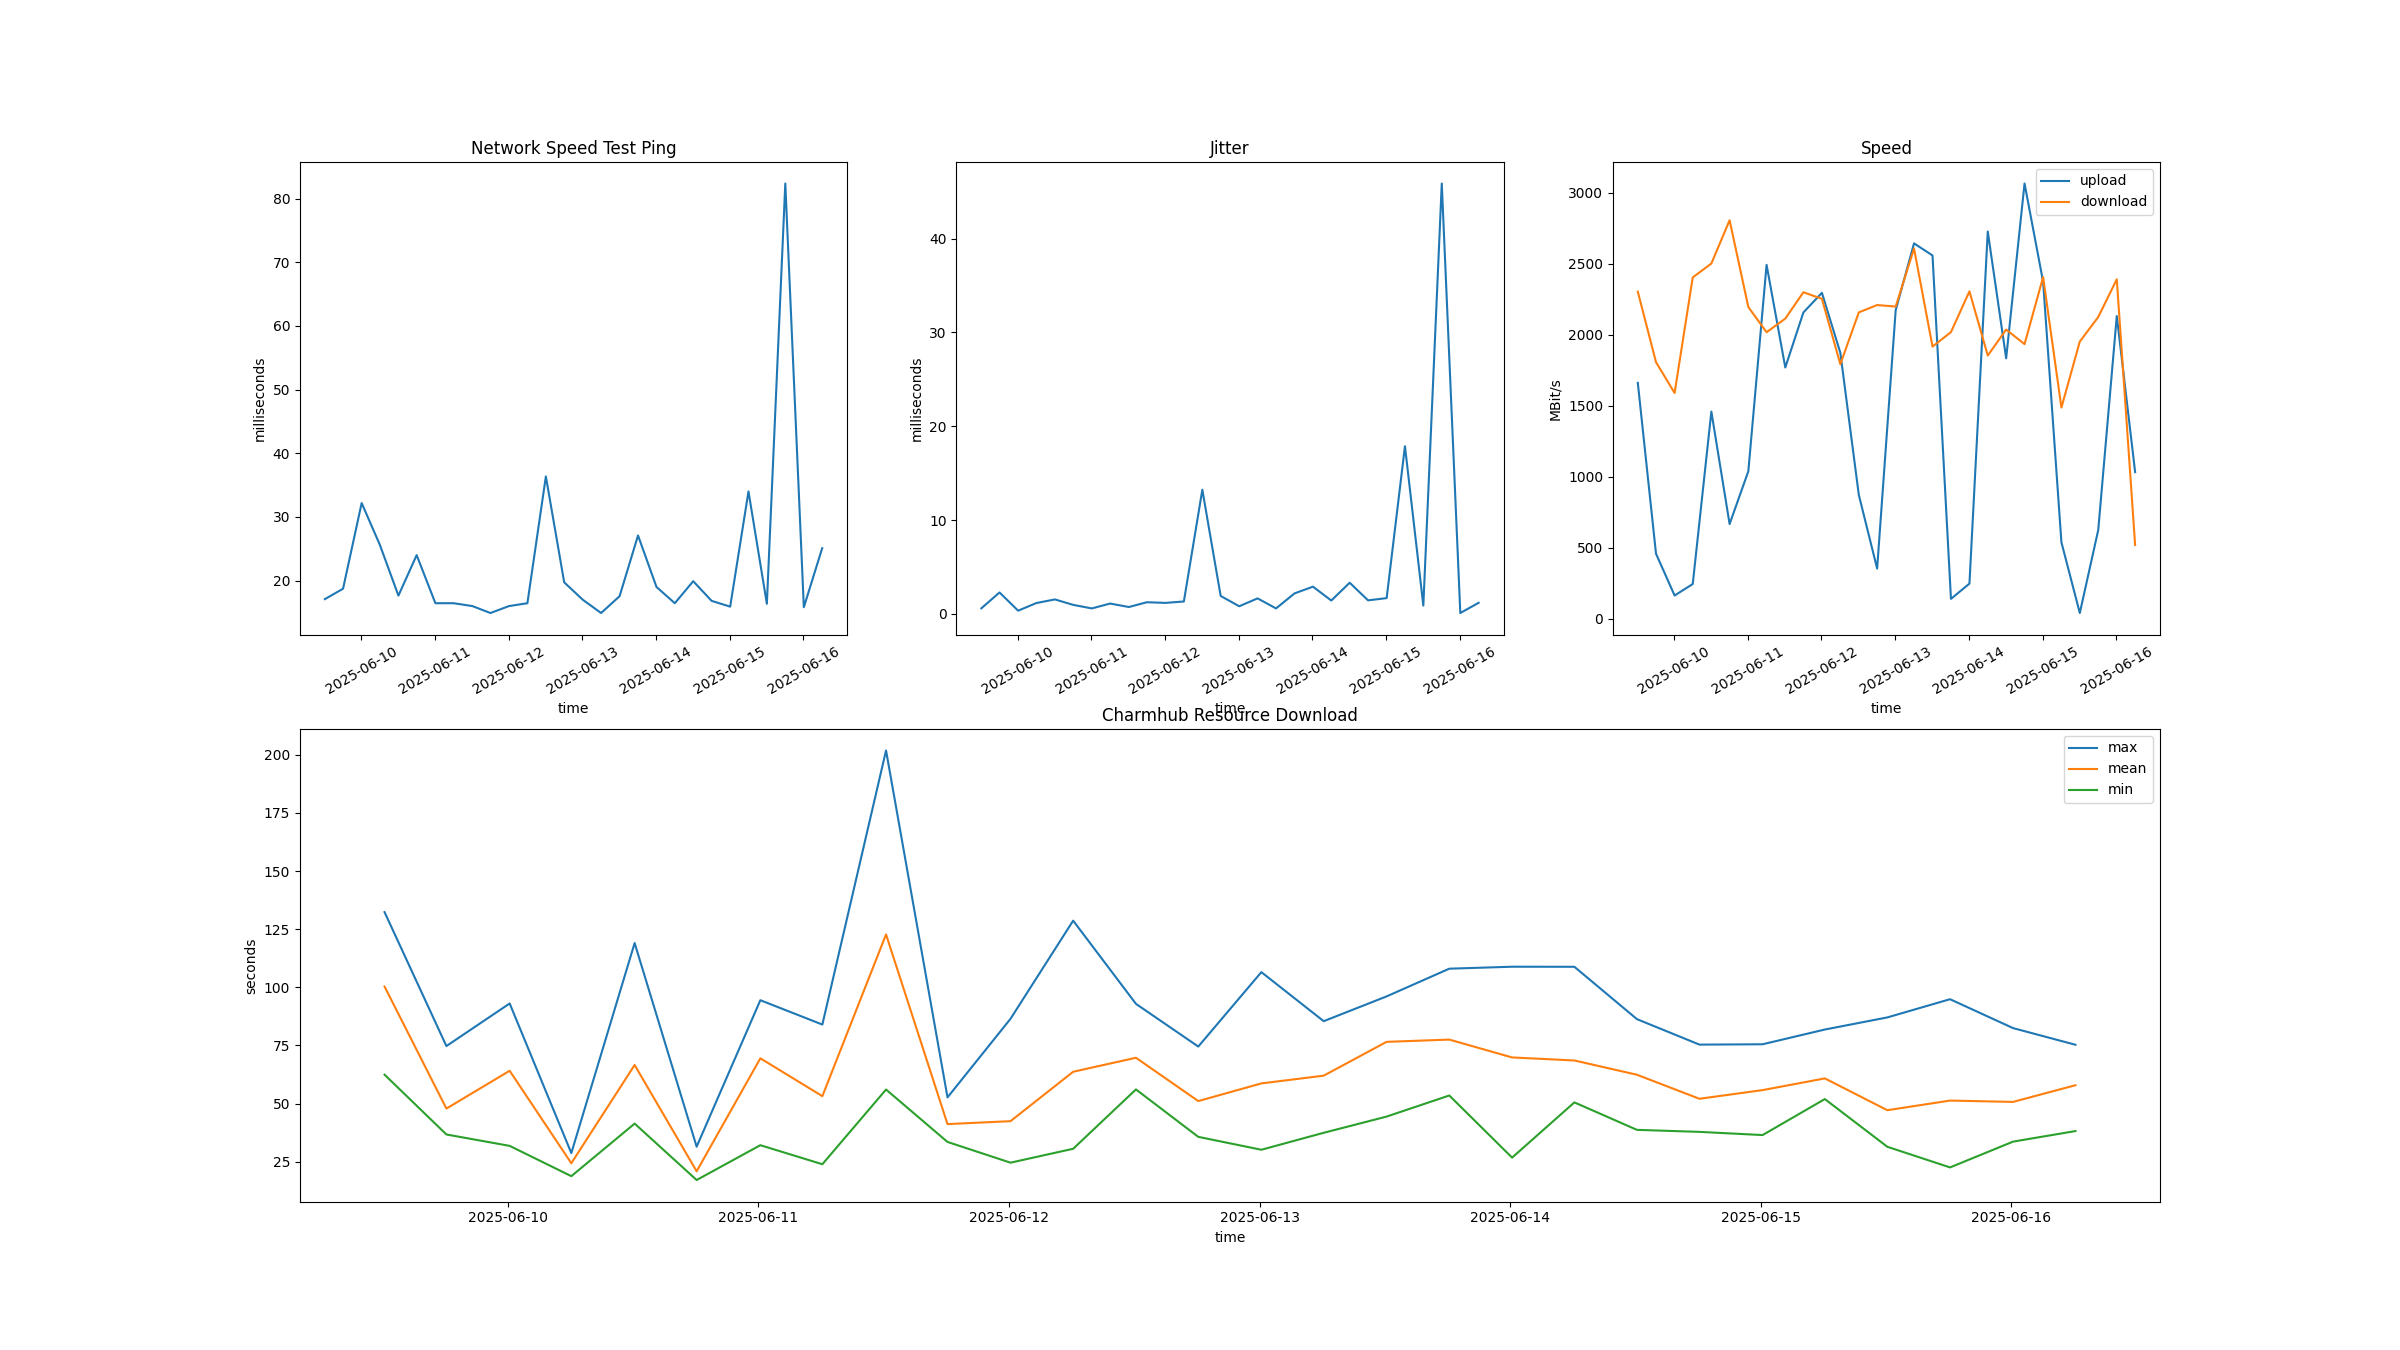 Network Speed Test Ping
milliseconds
80
70
60
50
40
30
20
2025-06-10 2025-06-11 2025-06-12 2025-06-13 2025-06-14 2025-06-15 2025-06-16
time
Jitter
milliseconds
40
30
20
10
0
2025-06-10 2025-06-11 2025-06-12 2025-06-13 2025-06-14 2025-06-15 2025-06-16
time
Speed
upload
download
MBit/s
3000
2500
2000
1500
1000
500
0
2025-06-10 2025-06-11 2025-06-12 2025-06-13 2025-06-14 2025-06-15 2025-06-16
time
Charmhub Resource Download
max
mean
min
seconds
200
175
150
125
100
75
50
25
2025-06-10 2025-06-11 2025-06-12 2025-06-13 2025-06-14 2025-06-15 2025-06-16
time